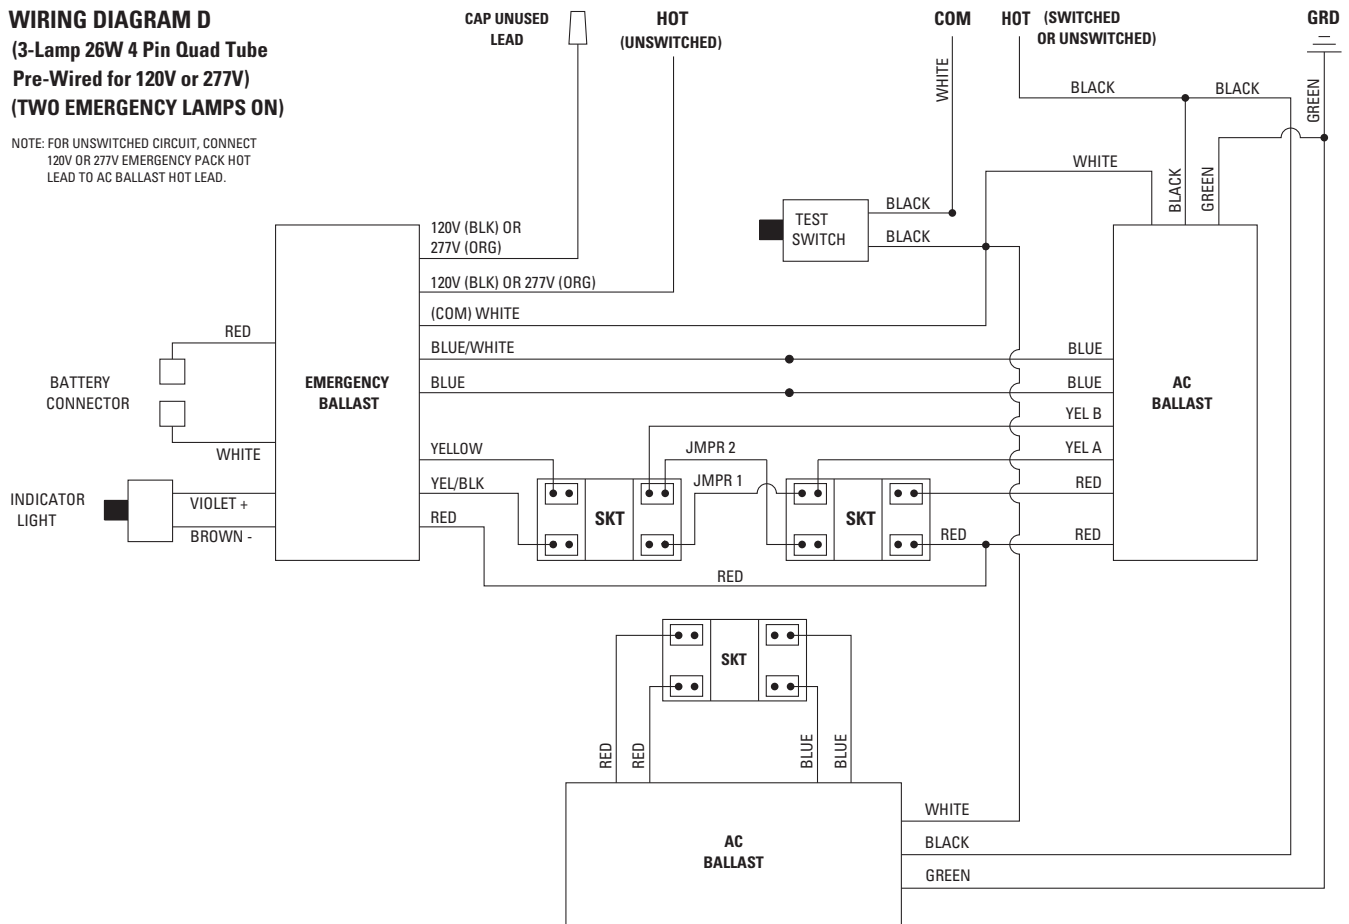 WIRING DIAGRAM D
(3-Lamp 26W 4 Pin Quad Tube
Pre-Wired for 120V or 277V)
(TWO EMERGENCY LAMPS ON)
NOTE: FOR UNSWITCHED CIRCUIT, CONNECT
120V OR 277V EMERGENCY PACK HOT
LEAD TO AC BALLAST HOT LEAD.
CAP UNUSED
LEAD
HOT
(UNSWITCHED)
COM
HOT (SWITCHED
OR UNSWITCHED)
GRD
WHITE
BLACK
BLACK
GREEN
WHITE
BLACK
GREEN
TEST
SWITCH
BLACK
BLACK
120V (BLK) OR
277V (ORG)
120V (BLK) OR 277V (ORG)
(COM) WHITE
BLUE/WHITE
BLUE
YELLOW
YEL/BLK
RED
RED
BATTERY
CONNECTOR
WHITE
INDICATOR
LIGHT
VIOLET +
BROWN -
EMERGENCY
BALLAST
JMPR 2
JMPR 1
SKT
SKT
RED
RED
BLUE
BLUE
YEL B
YEL A
RED
RED
AC
BALLAST
SKT
RED
RED
BLUE
BLUE
AC
BALLAST
WHITE
BLACK
GREEN